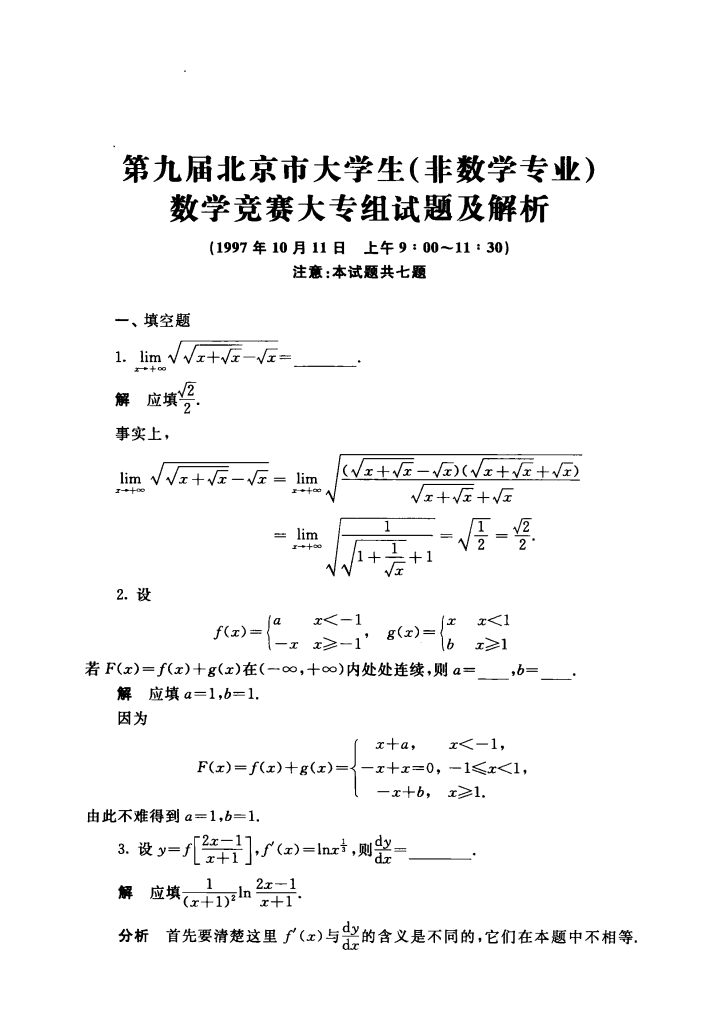 第九届北京市大学生(非数学专业)
数学竞赛大专组试题及解析
(1997 年 10 月 11 日 上午 9:00~11:30)
注意:本试题共七题
一、填空题
1. $\lim\limits_{x\to+\infty}\sqrt{\sqrt{x+\sqrt{x}}-\sqrt{x}}=$ ______.
解 应填$\frac{\sqrt{2}}{2}$.
事实上,
$\lim\limits_{x\to+\infty}\sqrt{\sqrt{x+\sqrt{x}}-\sqrt{x}}=\lim\limits_{x\to+\infty}\sqrt{\frac{(\sqrt{x+\sqrt{x}}-\sqrt{x})(\sqrt{x+\sqrt{x}}+\sqrt{x})}{\sqrt{x+\sqrt{x}}+\sqrt{x}}}$
$=\lim\limits_{x\to+\infty}\sqrt{\frac{1}{\sqrt{1+\frac{1}{\sqrt{x}}}+1}}=\sqrt{\frac{1}{2}}=\frac{\sqrt{2}}{2}.$
2. 设
$f(x)=\begin{cases}a & x<-1\\-x & x\geqslant-1\end{cases},\ g(x)=\begin{cases}x & x<1\\b & x\geqslant1\end{cases}$
若 F(x)=f(x)+g(x)在(-∞,+∞)内处处连续,则 a=___,b=___.
解 应填 a=1,b=1.
因为
$F(x)=f(x)+g(x)=\begin{cases}x+a, & x<-1,\\-x+x=0, & -1\leqslant x<1,\\-x+b, & x\geqslant1.\end{cases}$
由此不难得到 a=1,b=1.
3. 设 $y=f\left[\frac{2x-1}{x+1}\right],f'(x)=\ln x^{\frac{1}{3}}$,则$\frac{dy}{dx}=$______.
解 应填$\frac{1}{(x+1)^2}\ln\frac{2x-1}{x+1}$.
分析 首先要清楚这里 $f'(x)$与$\frac{dy}{dx}$的含义是不同的,它们在本题中不相等.